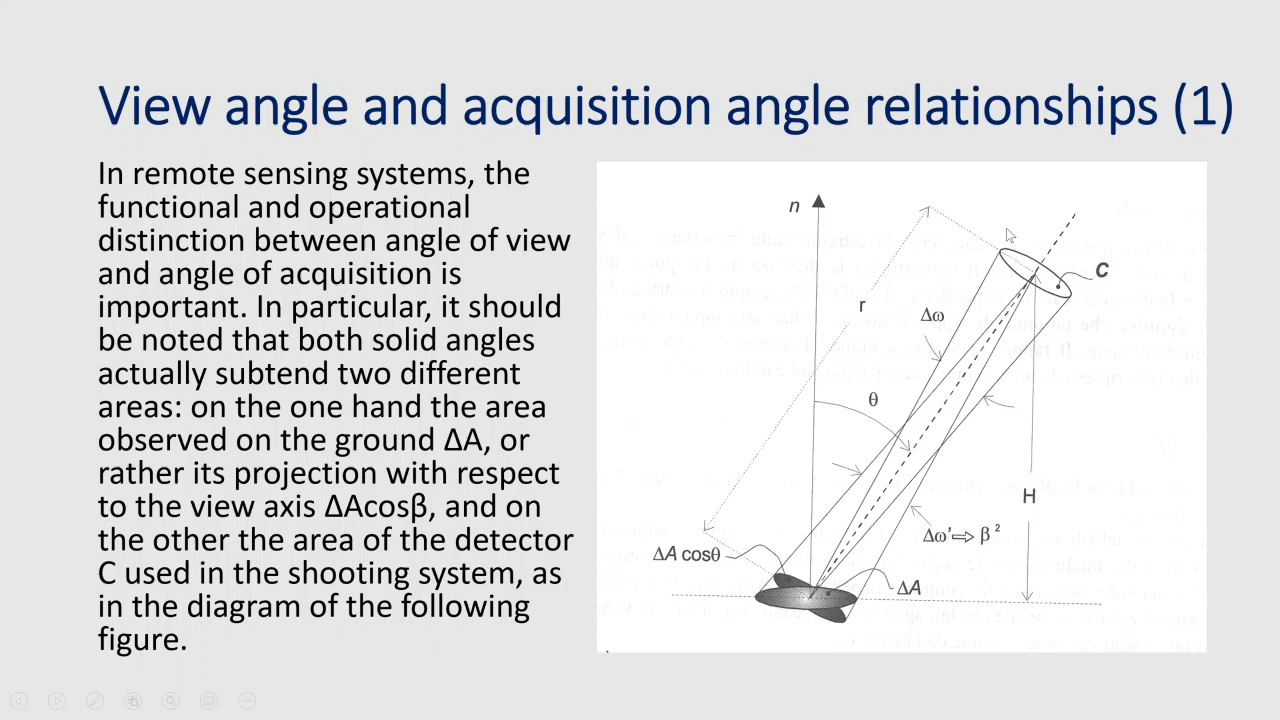 View angle and acquisition angle relationships (1)
In remote sensing systems, the
functional and operational
distinction between angle of view
and angle of acquisition is
important. In particular, it should
be noted that both solid angles
actually subtend two different
areas: on the one hand the area
observed on the ground ΔA, or
rather its projection with respect
to the view axis ΔAcosβ, and on
the other the area of the detector
C used in the shooting system, as
in the diagram of the following
figure.
n
C
r
Δω
θ
H
Δω'⇨ β²
ΔA cosθ
ΔA